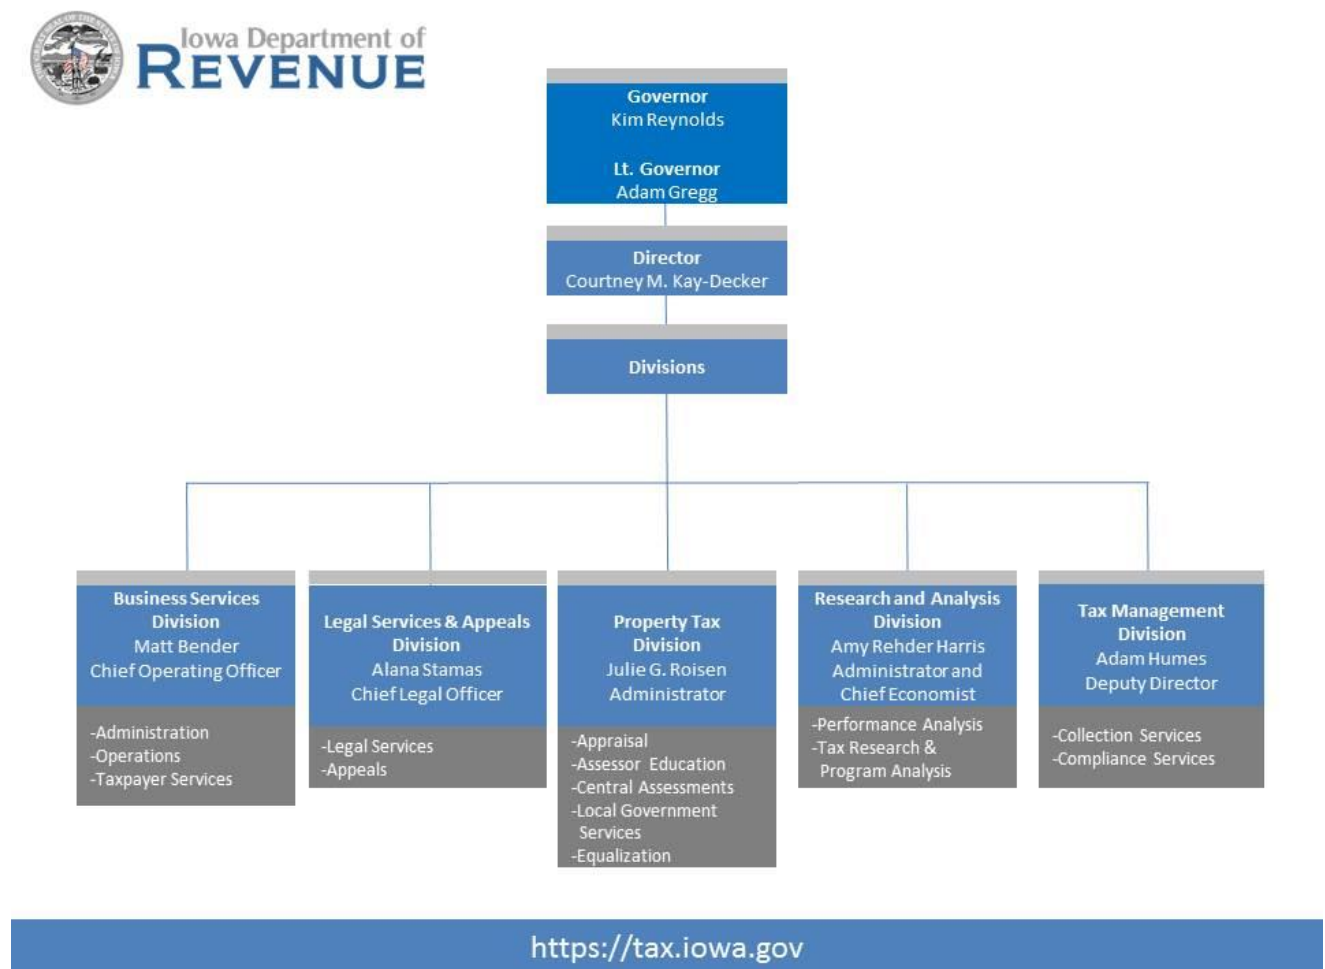 Iowa Department of
REVENUE
Governor
Kim Reynolds
Lt. Governor
Adam Gregg
Director
Courtney M. Kay-Decker
Divisions
Business Services
Division
Matt Bender
Chief Operating Officer
-Administration
-Operations
-Taxpayer Services
Legal Services & Appeals
Division
Alana Stamas
Chief Legal Officer
-Legal Services
-Appeals
Property Tax
Division
Julie G. Roisen
Administrator
-Appraisal
-Assessor Education
-Central Assessments
-Local Government
Services
-Equalization
Research and Analysis
Division
Amy Rehder Harris
Administrator and
Chief Economist
-Performance Analysis
-Tax Research &
Program Analysis
Tax Management
Division
Adam Humes
Deputy Director
-Collection Services
-Compliance Services
https://tax.iowa.gov